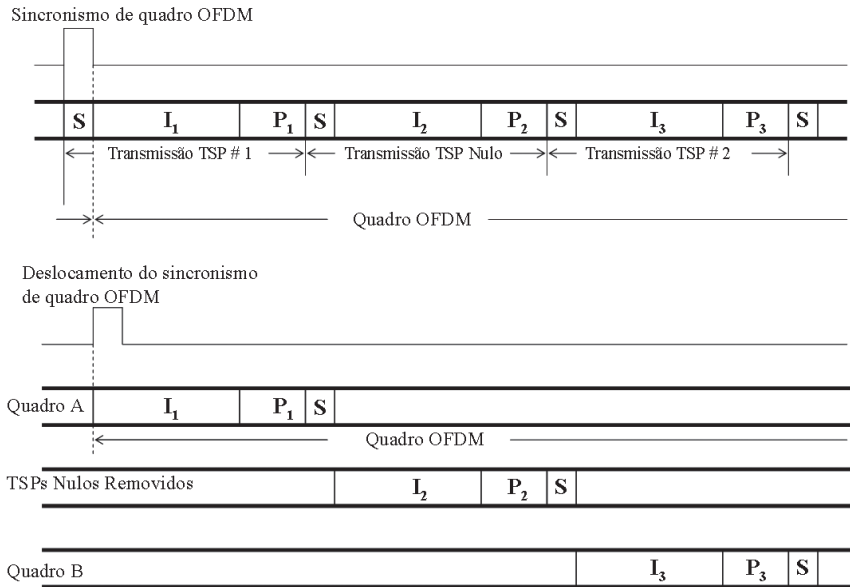 Sincronismo de quadro OFDM
S I₁ P₁ S I₂ P₂ S I₃ P₃ S
Transmissão TSP # 1 Transmissão TSP Nulo Transmissão TSP # 2
Quadro OFDM
Deslocamento do sincronismo
de quadro OFDM
Quadro A I₁ P₁ S
Quadro OFDM
TSPs Nulos Removidos I₂ P₂ S
Quadro B I₃ P₃ S